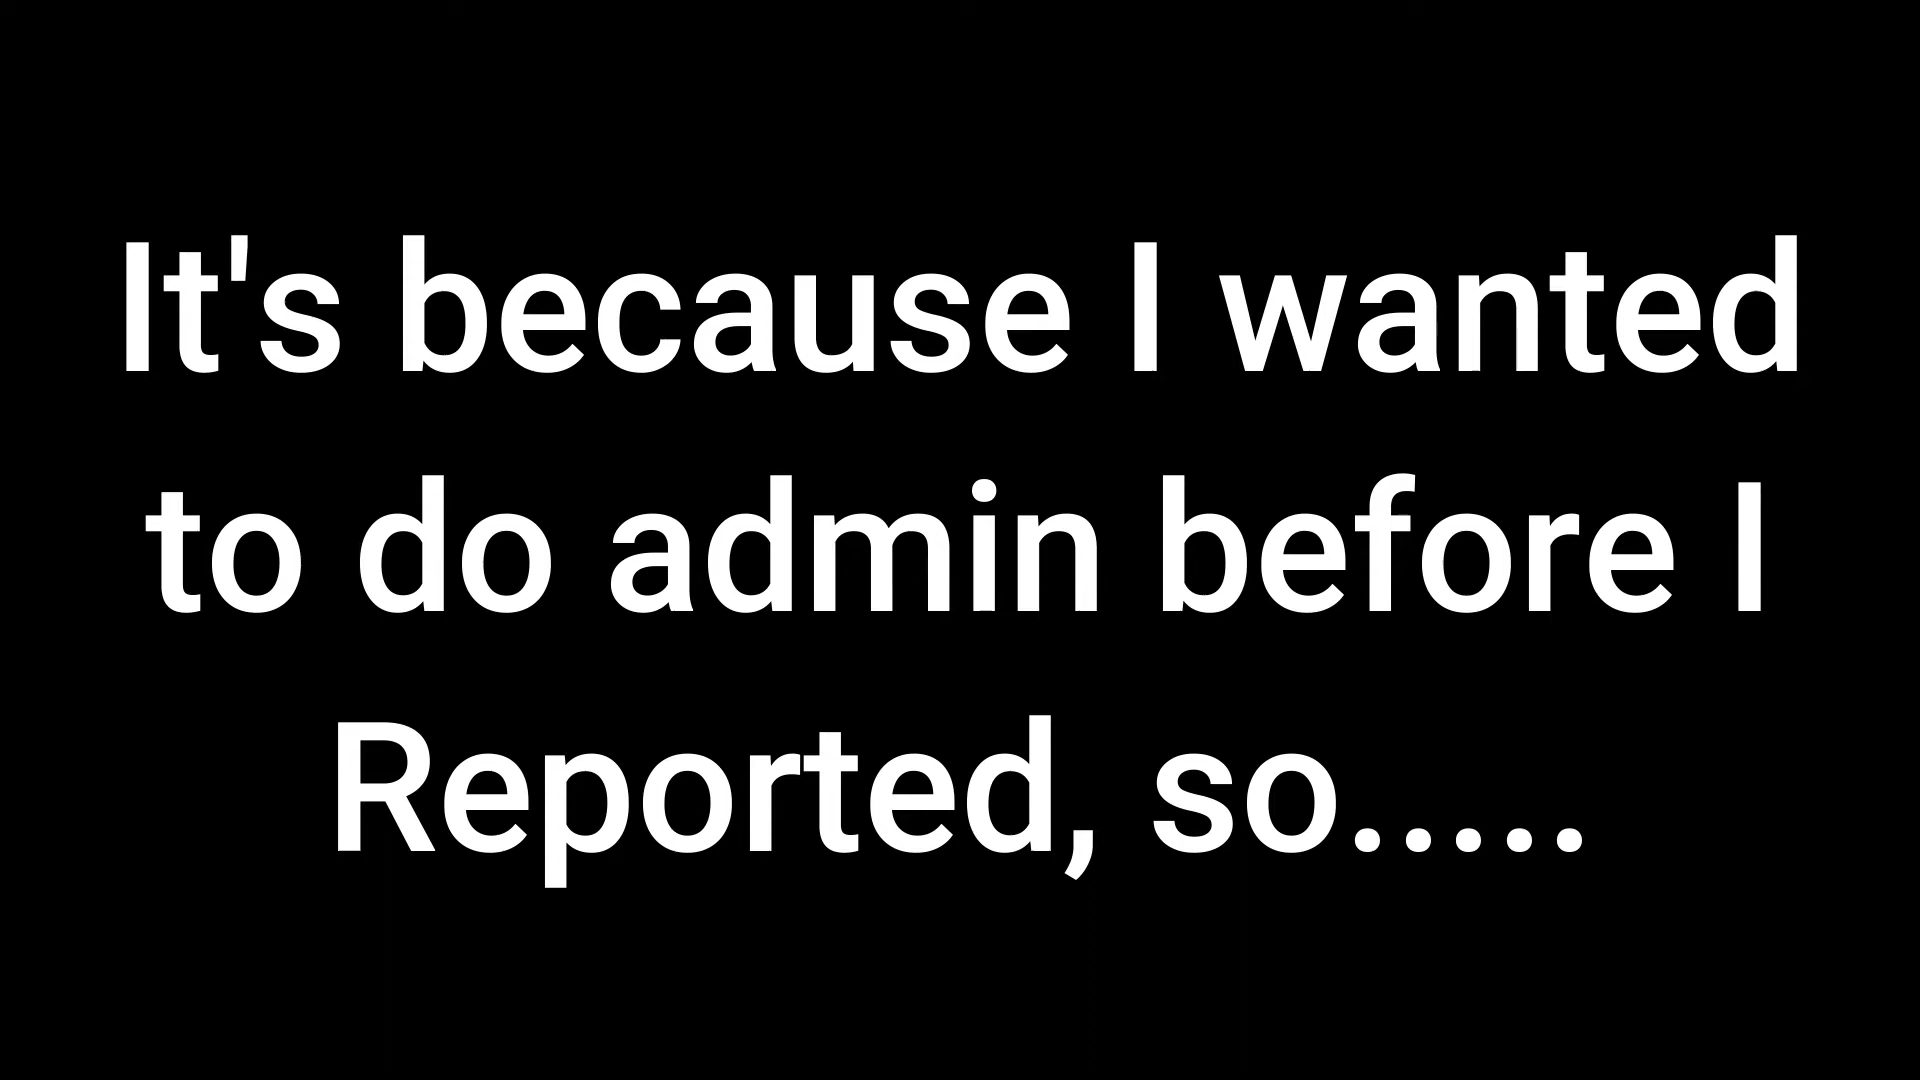 It's because I wanted
to do admin before I
Reported, so.....